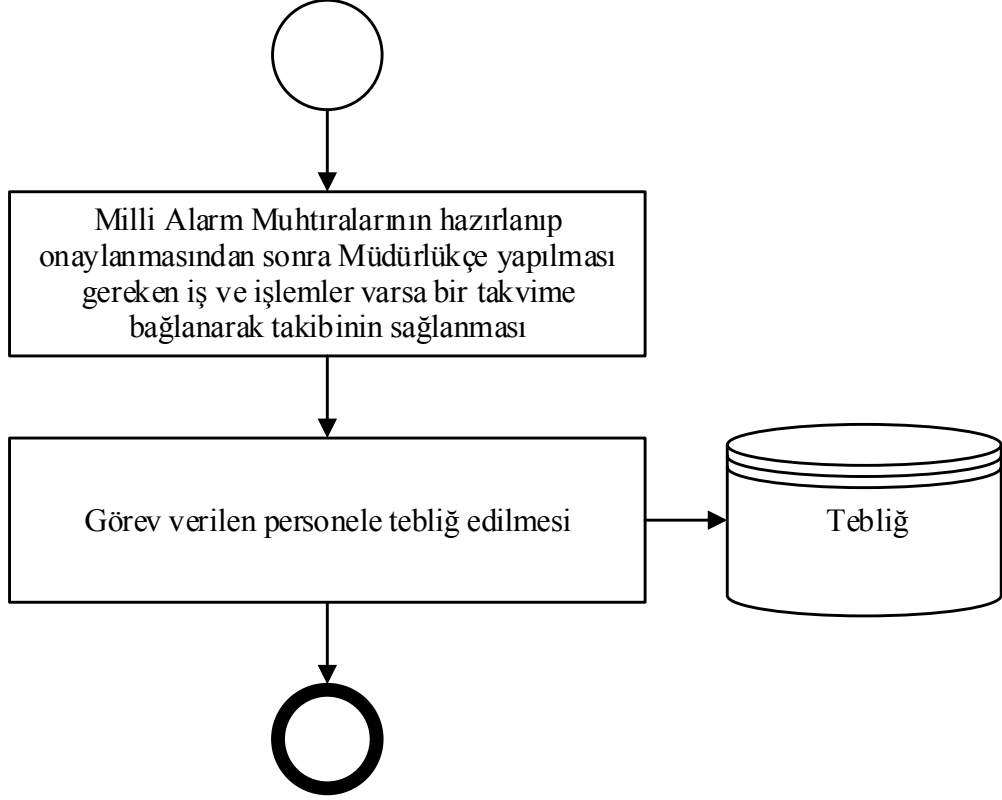 Milli Alarm Muhtıralarının hazırlanıp
onaylanmasından sonra Müdürlükçe yapılması
gereken iş ve işlemler varsa bir takvime
bağlanarak takibinin sağlanması
Görev verilen personele tebliğ edilmesi
Tebliğ